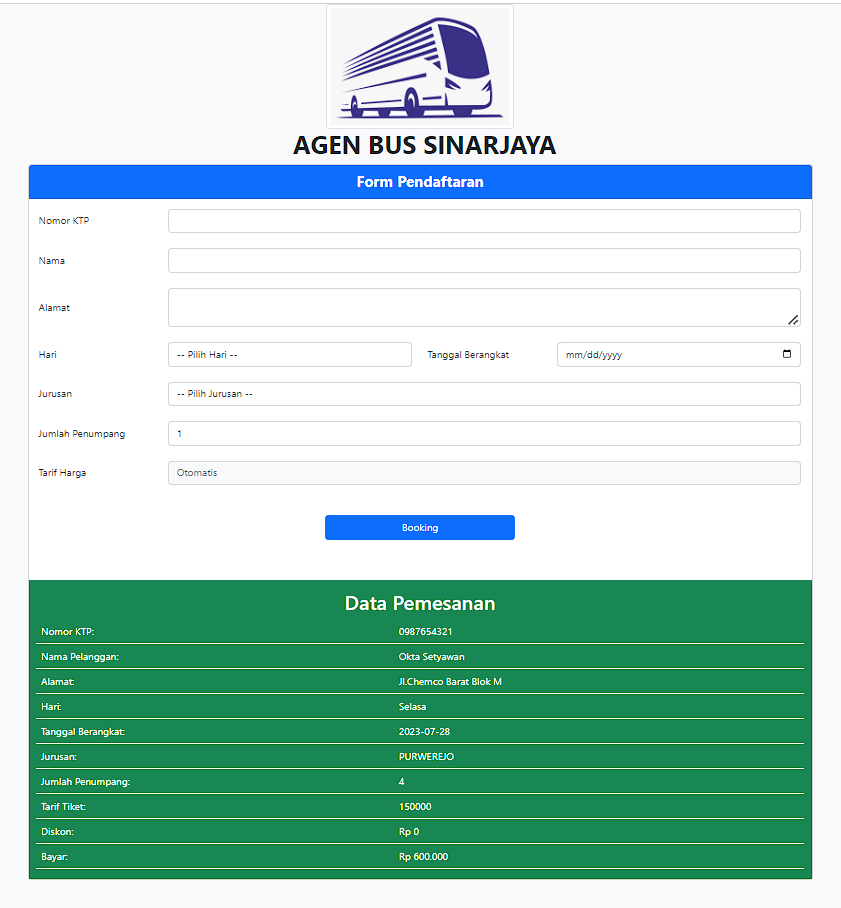 AGEN BUS SINARJAYA
Form Pendaftaran
Nomor KTP
Nama
Alamat
Hari -- Pilih Hari -- Tanggal Berangkat mm/dd/yyyy
Jurusan -- Pilih Jurusan --
Jumlah Penumpang 1
Tarif Harga Otomatis
Booking
Data Pemesanan
Nomor KTP: 0987654321
Nama Pelanggan: Okta Setyawan
Alamat: Jl.Chemco Barat Blok M
Hari: Selasa
Tanggal Berangkat: 2023-07-28
Jurusan: PURWEREJO
Jumlah Penumpang: 4
Tarif Tiket: 150000
Diskon: Rp 0
Bayar: Rp 600.000